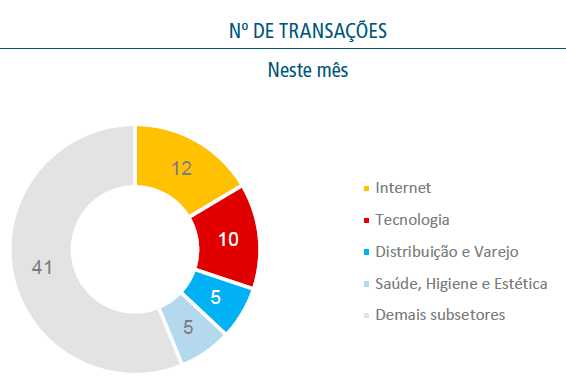 Nº DE TRANSAÇÕES
Neste mês
12
10
5
5
41
Internet
Tecnologia
Distribuição e Varejo
Saúde, Higiene e Estética
Demais subsetores